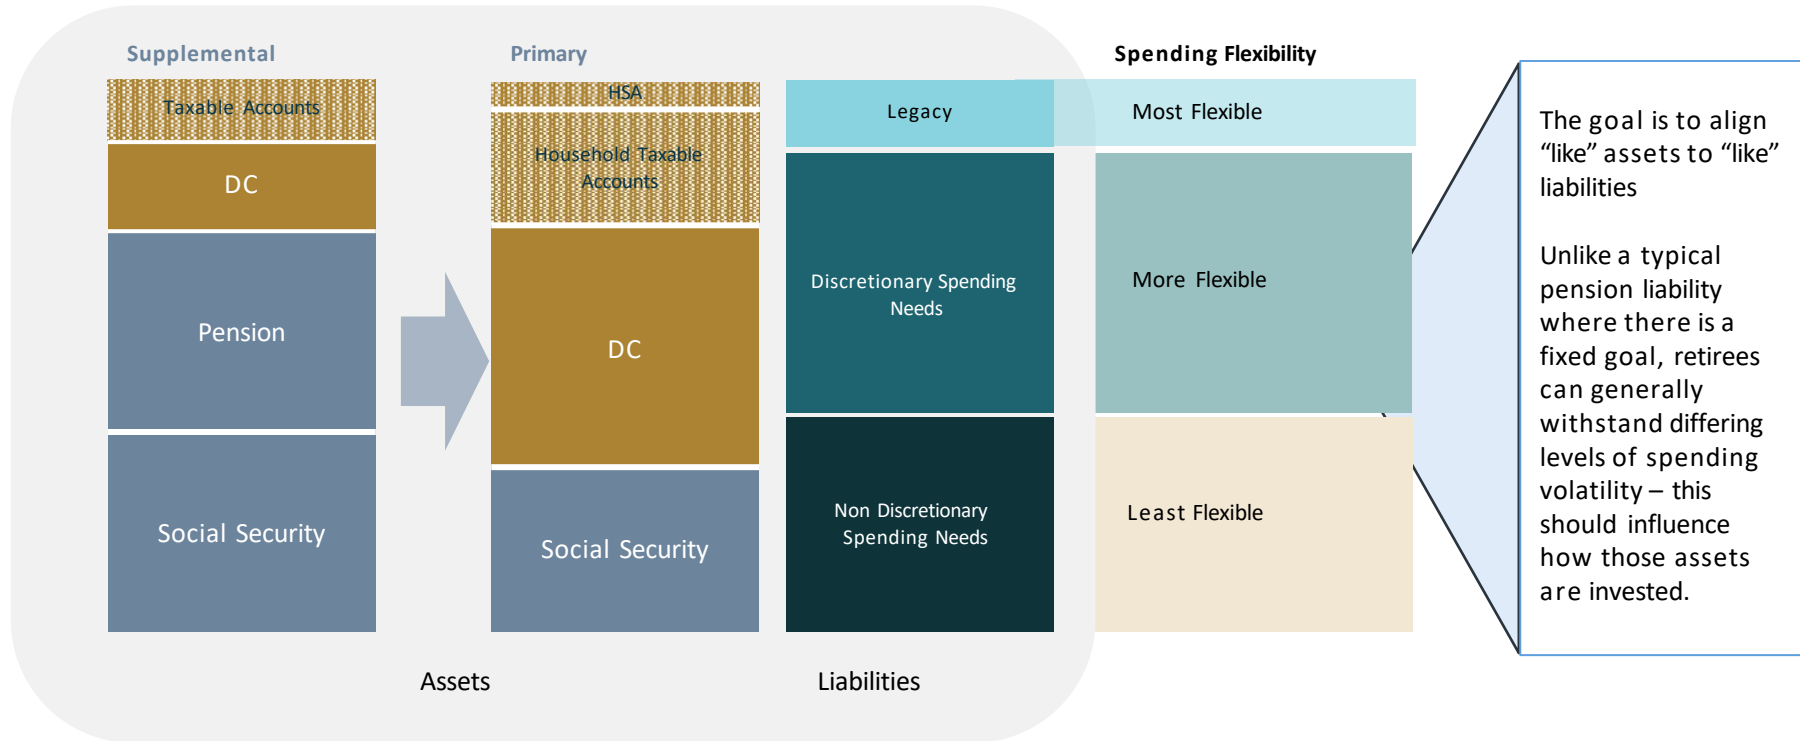 Supplemental
Taxable Accounts
DC
Pension
Social Security
Primary
HSA
Household Taxable
Accounts
DC
Social Security
Assets
Legacy
Discretionary Spending
Needs
Non Discretionary
Spending Needs
Liabilities
Spending Flexibility
Most Flexible
More Flexible
Least Flexible
The goal is to align
“like” assets to “like”
liabilities
Unlike a typical
pension liability
where there is a
fixed goal, retirees
can generally
withstand differing
levels of spending
volatility – this
should influence
how those assets
are invested.